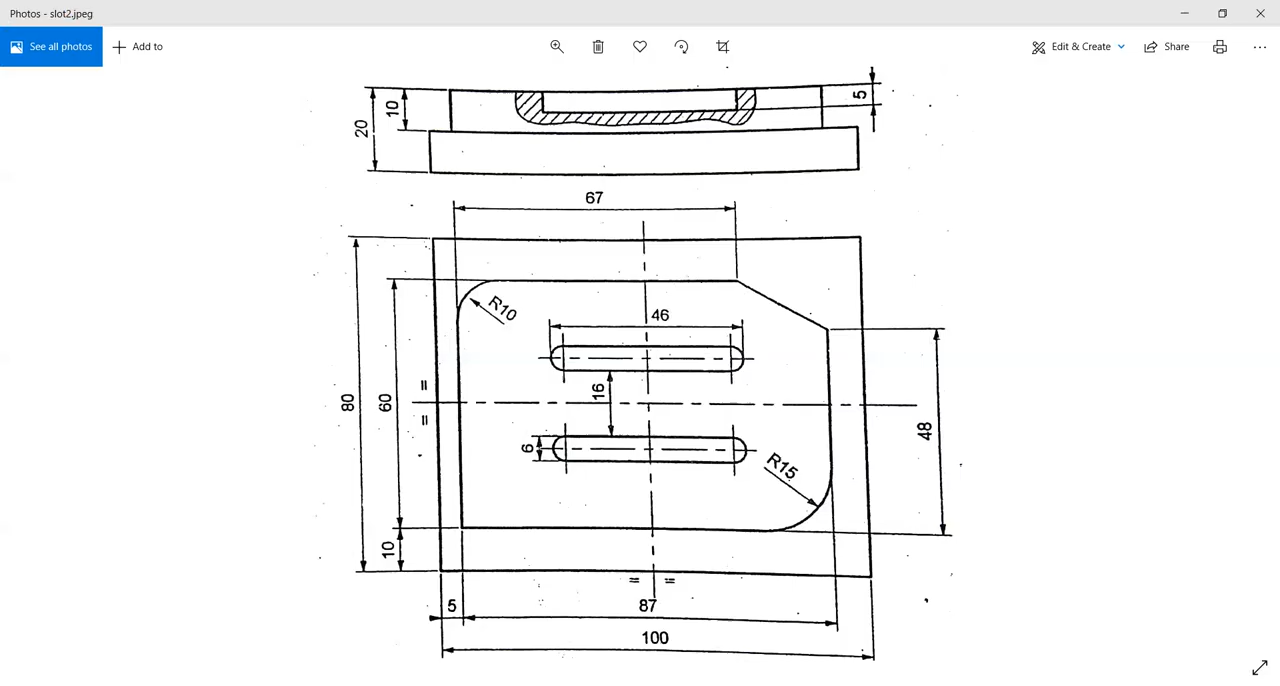 Photos - slot2.jpeg
See all photos
Add to
Edit & Create
Share
5
10
20
67
R10
46
16
80
60
=
=
6
R15
48
10
= =
5
87
100